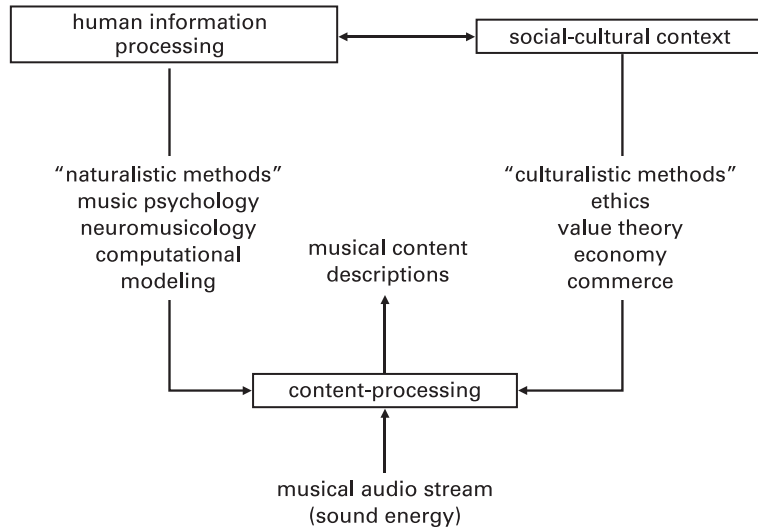 human information
processing
social-cultural context
“naturalistic methods”
music psychology
neuromusicology
computational
modeling
“culturalistic methods”
ethics
value theory
economy
commerce
musical content
descriptions
content-processing
musical audio stream
(sound energy)